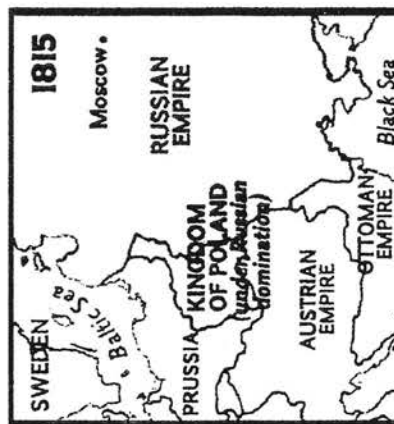 1815
Moscow
SWEDEN
Baltic Sea
RUSSIAN
EMPIRE
PRUSSIA
KINGDOM
OF POLAND
(under Russian
domination)
AUSTRIAN
EMPIRE
OTTOMAN
EMPIRE
Black Sea